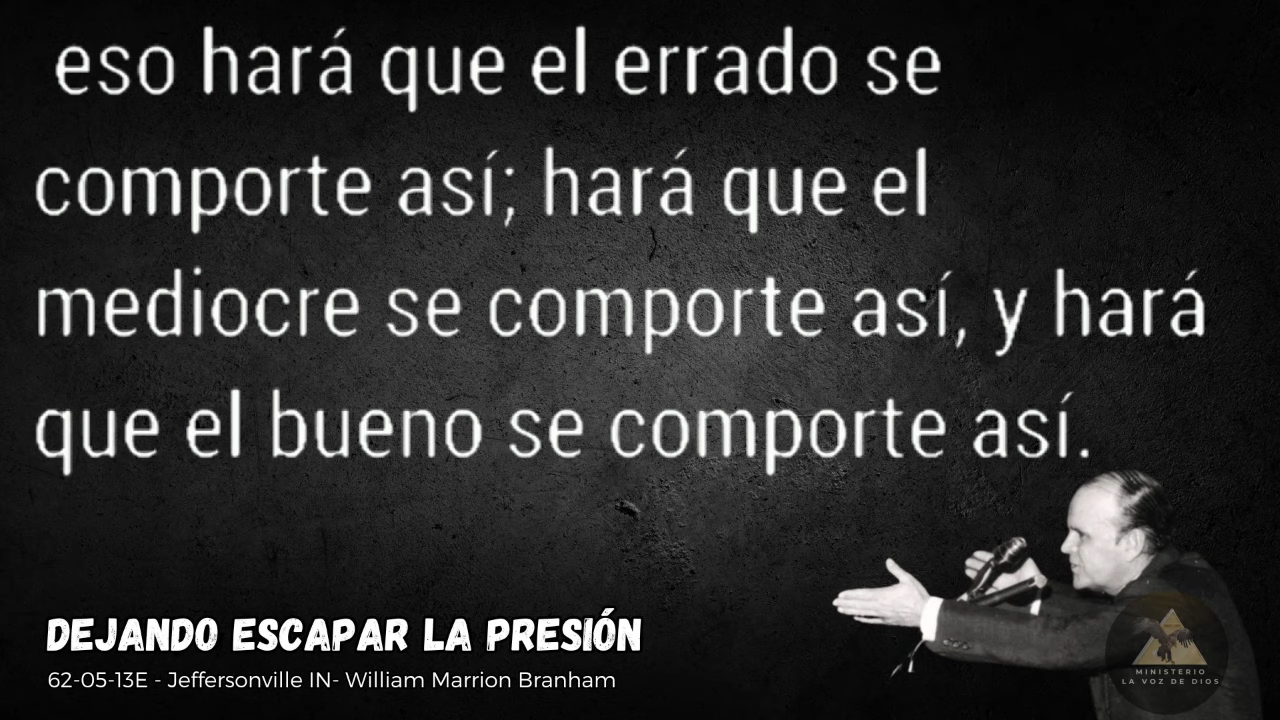 eso hará que el errado se
comporte así; hará que el
mediocre se comporte así, y hará
que el bueno se comporte así.
DEJANDO ESCAPAR LA PRESIÓN
62-05-13E - Jeffersonville IN- William Marrion Branham
MINISTERIO
LA VOZ DE DIOS